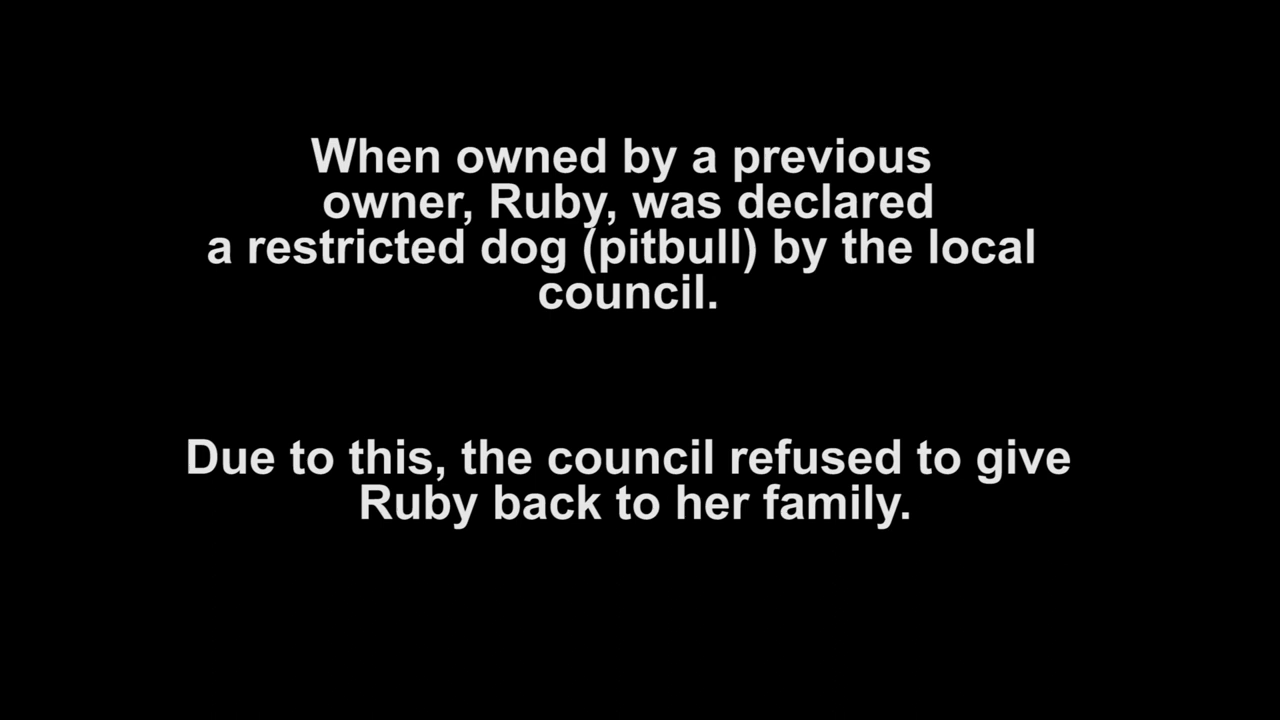 When owned by a previous
owner, Ruby, was declared
a restricted dog (pitbull) by the local
council.
Due to this, the council refused to give
Ruby back to her family.